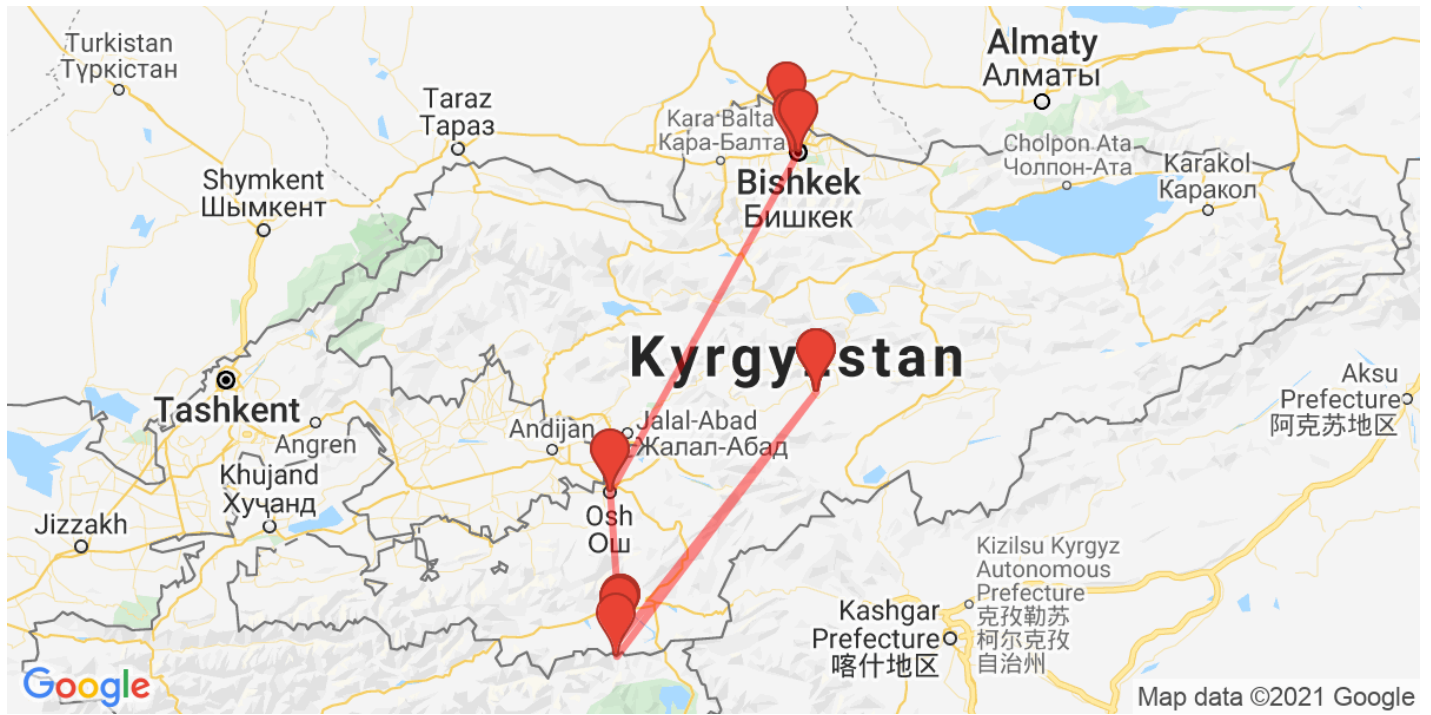 Turkistan
Түркістан
Almaty
Алматы
Taraz
Тараз
Kara Balta
Кара-Балта
Cholpon Ata
Чолпон-Ата
Karakol
Каракол
Shymkent
Шымкент
Bishkek
Бишкек
Kyrgyzstan
Tashkent
Angren
Andijan
Jalal-Abad
Жалал-Абад
Aksu
Prefecture
阿克苏地区
Khujand
Хуҷанд
Jizzakh
Osh
Ош
Kizilsu Kyrgyz
Autonomous
Prefecture
克孜勒苏
柯尔克孜
自治州
Kashgar
Prefecture
喀什地区
Google
Map data ©2021 Google